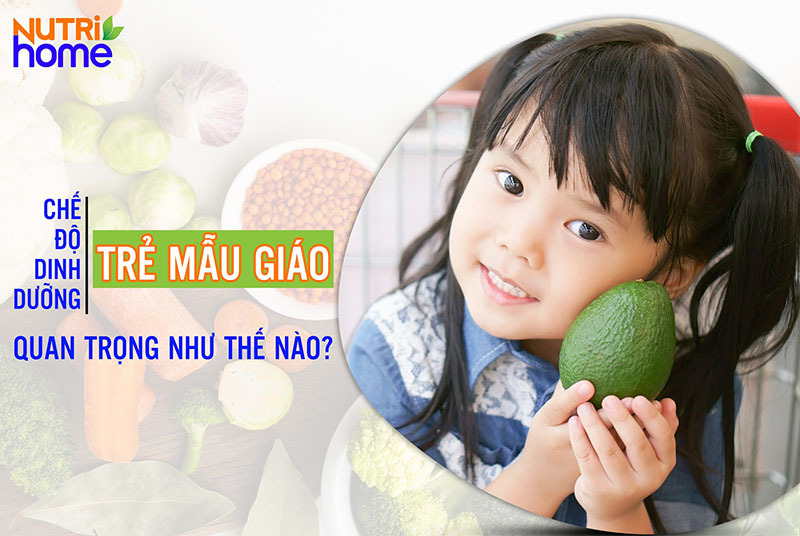 NUTRi
home
CHẾ
ĐỘ
DINH
DƯỠNG
TRẺ MẪU GIÁO
QUAN TRỌNG NHƯ THẾ NÀO?